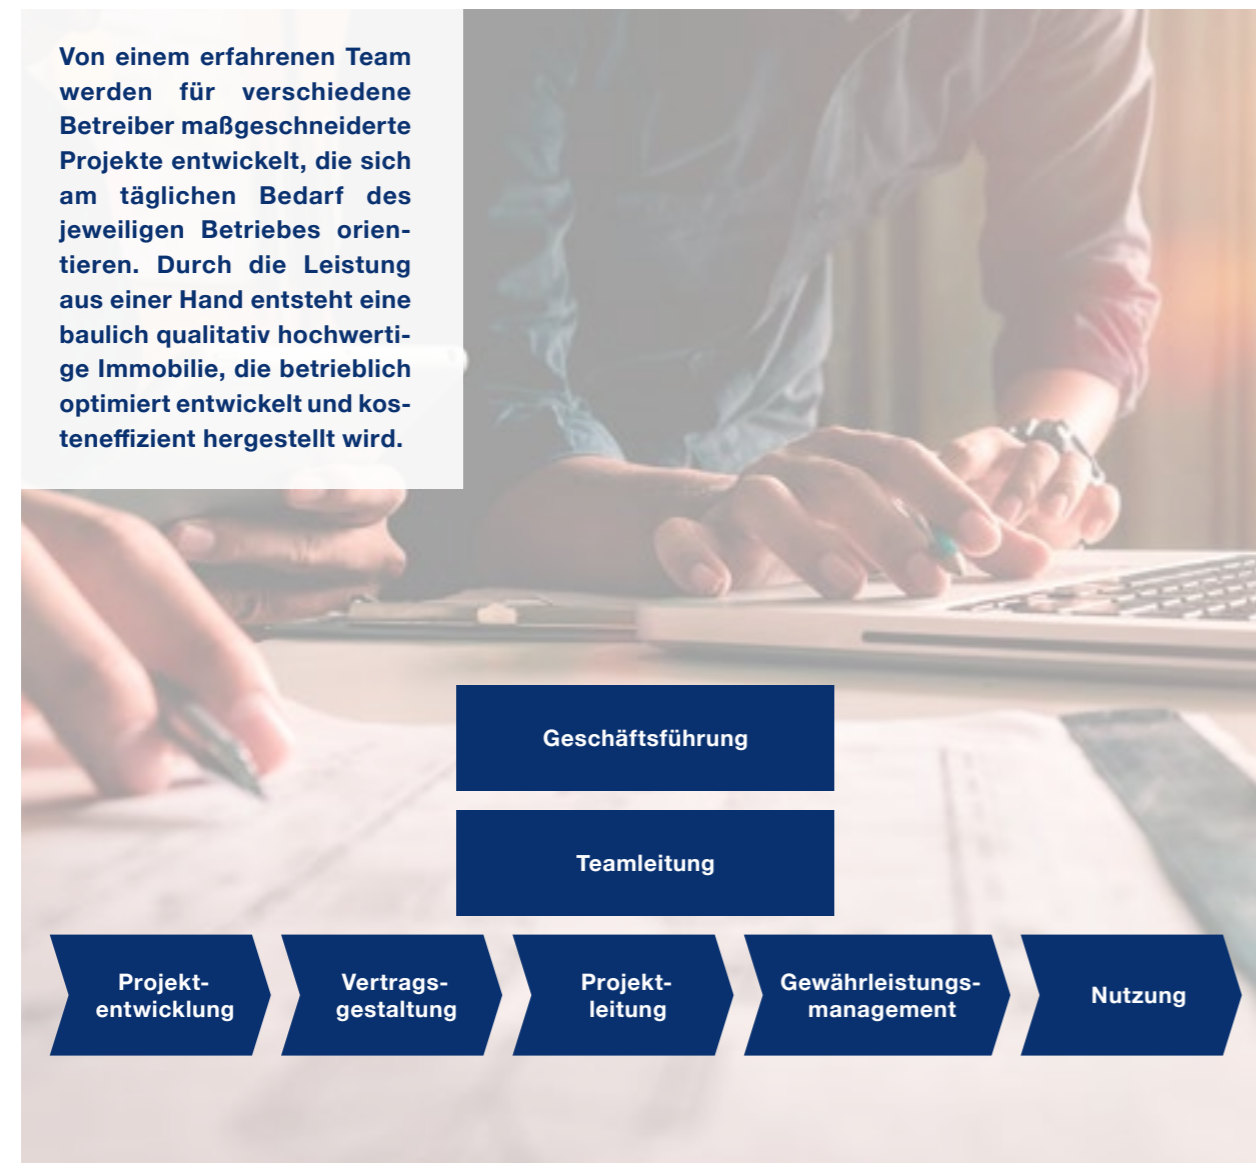 Von einem erfahrenen Team
werden für verschiedene
Betreiber maßgeschneiderte
Projekte entwickelt, die sich
am täglichen Bedarf des
jeweiligen Betriebes orien-
tieren. Durch die Leistung
aus einer Hand entsteht eine
baulich qualitativ hochwerti-
ge Immobilie, die betrieblich
optimiert entwickelt und kos-
teneffizient hergestellt wird.
Geschäftsführung
Teamleitung
Projekt-
entwicklung
Vertrags-
gestaltung
Projekt-
leitung
Gewährleistungs-
management
Nutzung